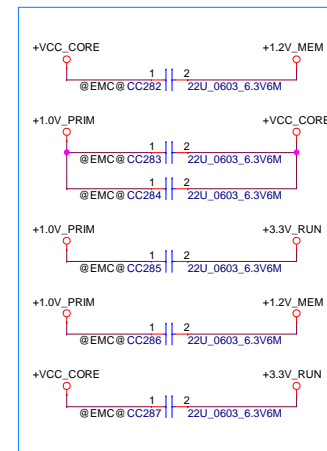 +VCC_CORE +1.2V_MEM
1 2
@EMC@ CC282 22U_0603_6.3V6M
+1.0V_PRIM +VCC_CORE
1 2
@EMC@ CC283 22U_0603_6.3V6M
1 2
@EMC@ CC284 22U_0603_6.3V6M
+1.0V_PRIM +3.3V_RUN
1 2
@EMC@ CC285 22U_0603_6.3V6M
+1.0V_PRIM +1.2V_MEM
1 2
@EMC@ CC286 22U_0603_6.3V6M
+VCC_CORE +3.3V_RUN
1 2
@EMC@ CC287 22U_0603_6.3V6M